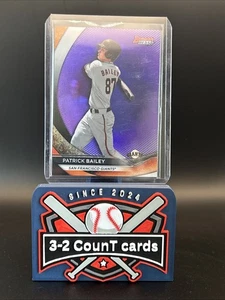 BAILEY
87
PATRICK BAILEY
SAN FRANCISCO GIANTS
SINCE 2024
3-2 CounT cards